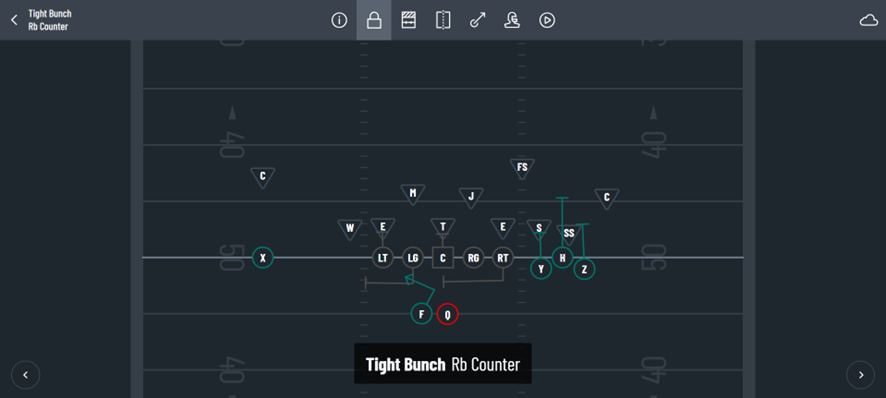 Tight Bunch
Rb Counter
40 40
FS
C
M J C
W E T E S SS
50 X LT LG C RG RT Y H Z 50
F Q
Tight Bunch Rb Counter
40 40